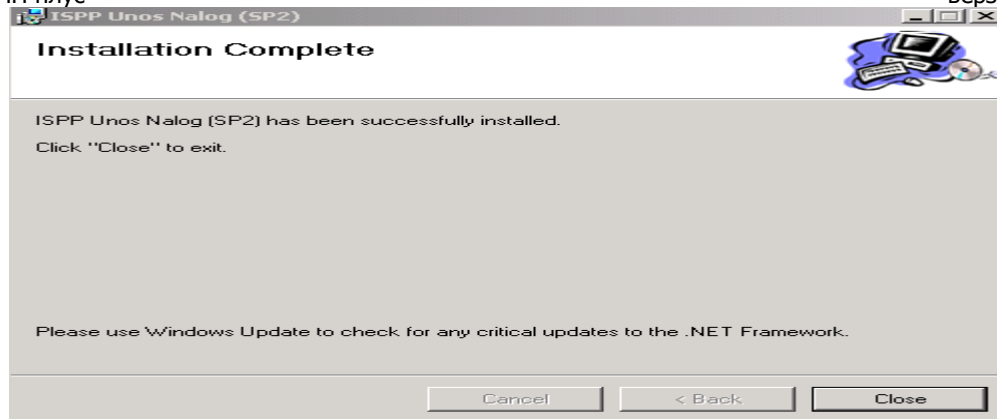 ISPP Unos Nalog (SP2)
Installation Complete
ISPP Unos Nalog (SP2) has been successfully installed.
Click "Close" to exit.
Please use Windows Update to check for any critical updates to the .NET Framework.
Cancel
< Back
Close